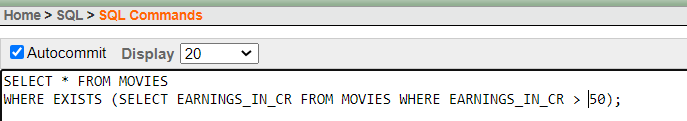 Home > SQL > SQL Commands
Autocommit Display 20
SELECT * FROM MOVIES
WHERE EXISTS (SELECT EARNINGS_IN_CR FROM MOVIES WHERE EARNINGS_IN_CR > 50);